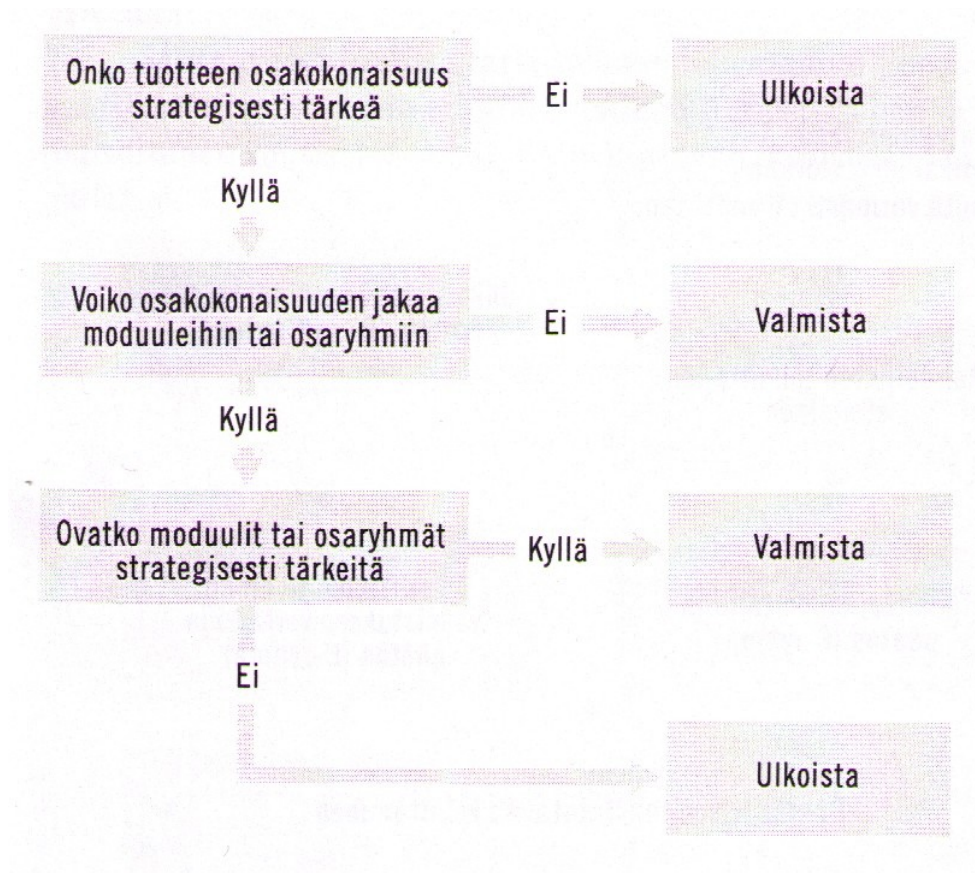 Onko tuotteen osakokonaisuus
strategisesti tärkeä
Ei
Ulkoista
Kyllä
Voiko osakokonaisuuden jakaa
moduuleihin tai osaryhmiin
Ei
Valmista
Kyllä
Ovatko moduulit tai osaryhmät
strategisesti tärkeitä
Kyllä
Valmista
Ei
Ulkoista